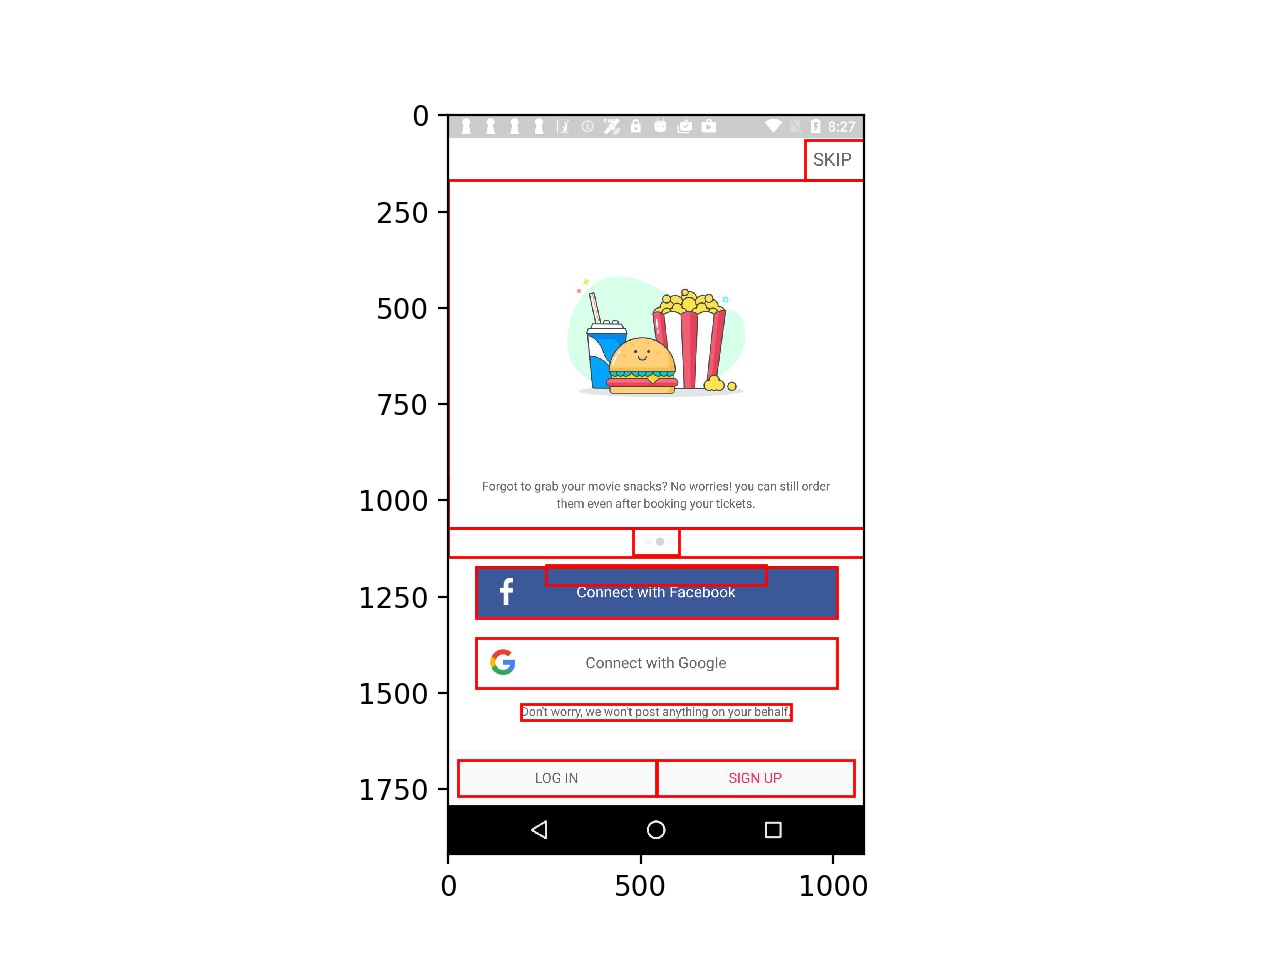 8:27
SKIP
Forgot to grab your movie snacks? No worries! you can still order
them even after booking your tickets.
Connect with Facebook
Connect with Google
Don't worry, we won't post anything on your behalf.
LOG IN
SIGN UP
0
250
500
750
1000
1250
1500
1750
0
500
1000